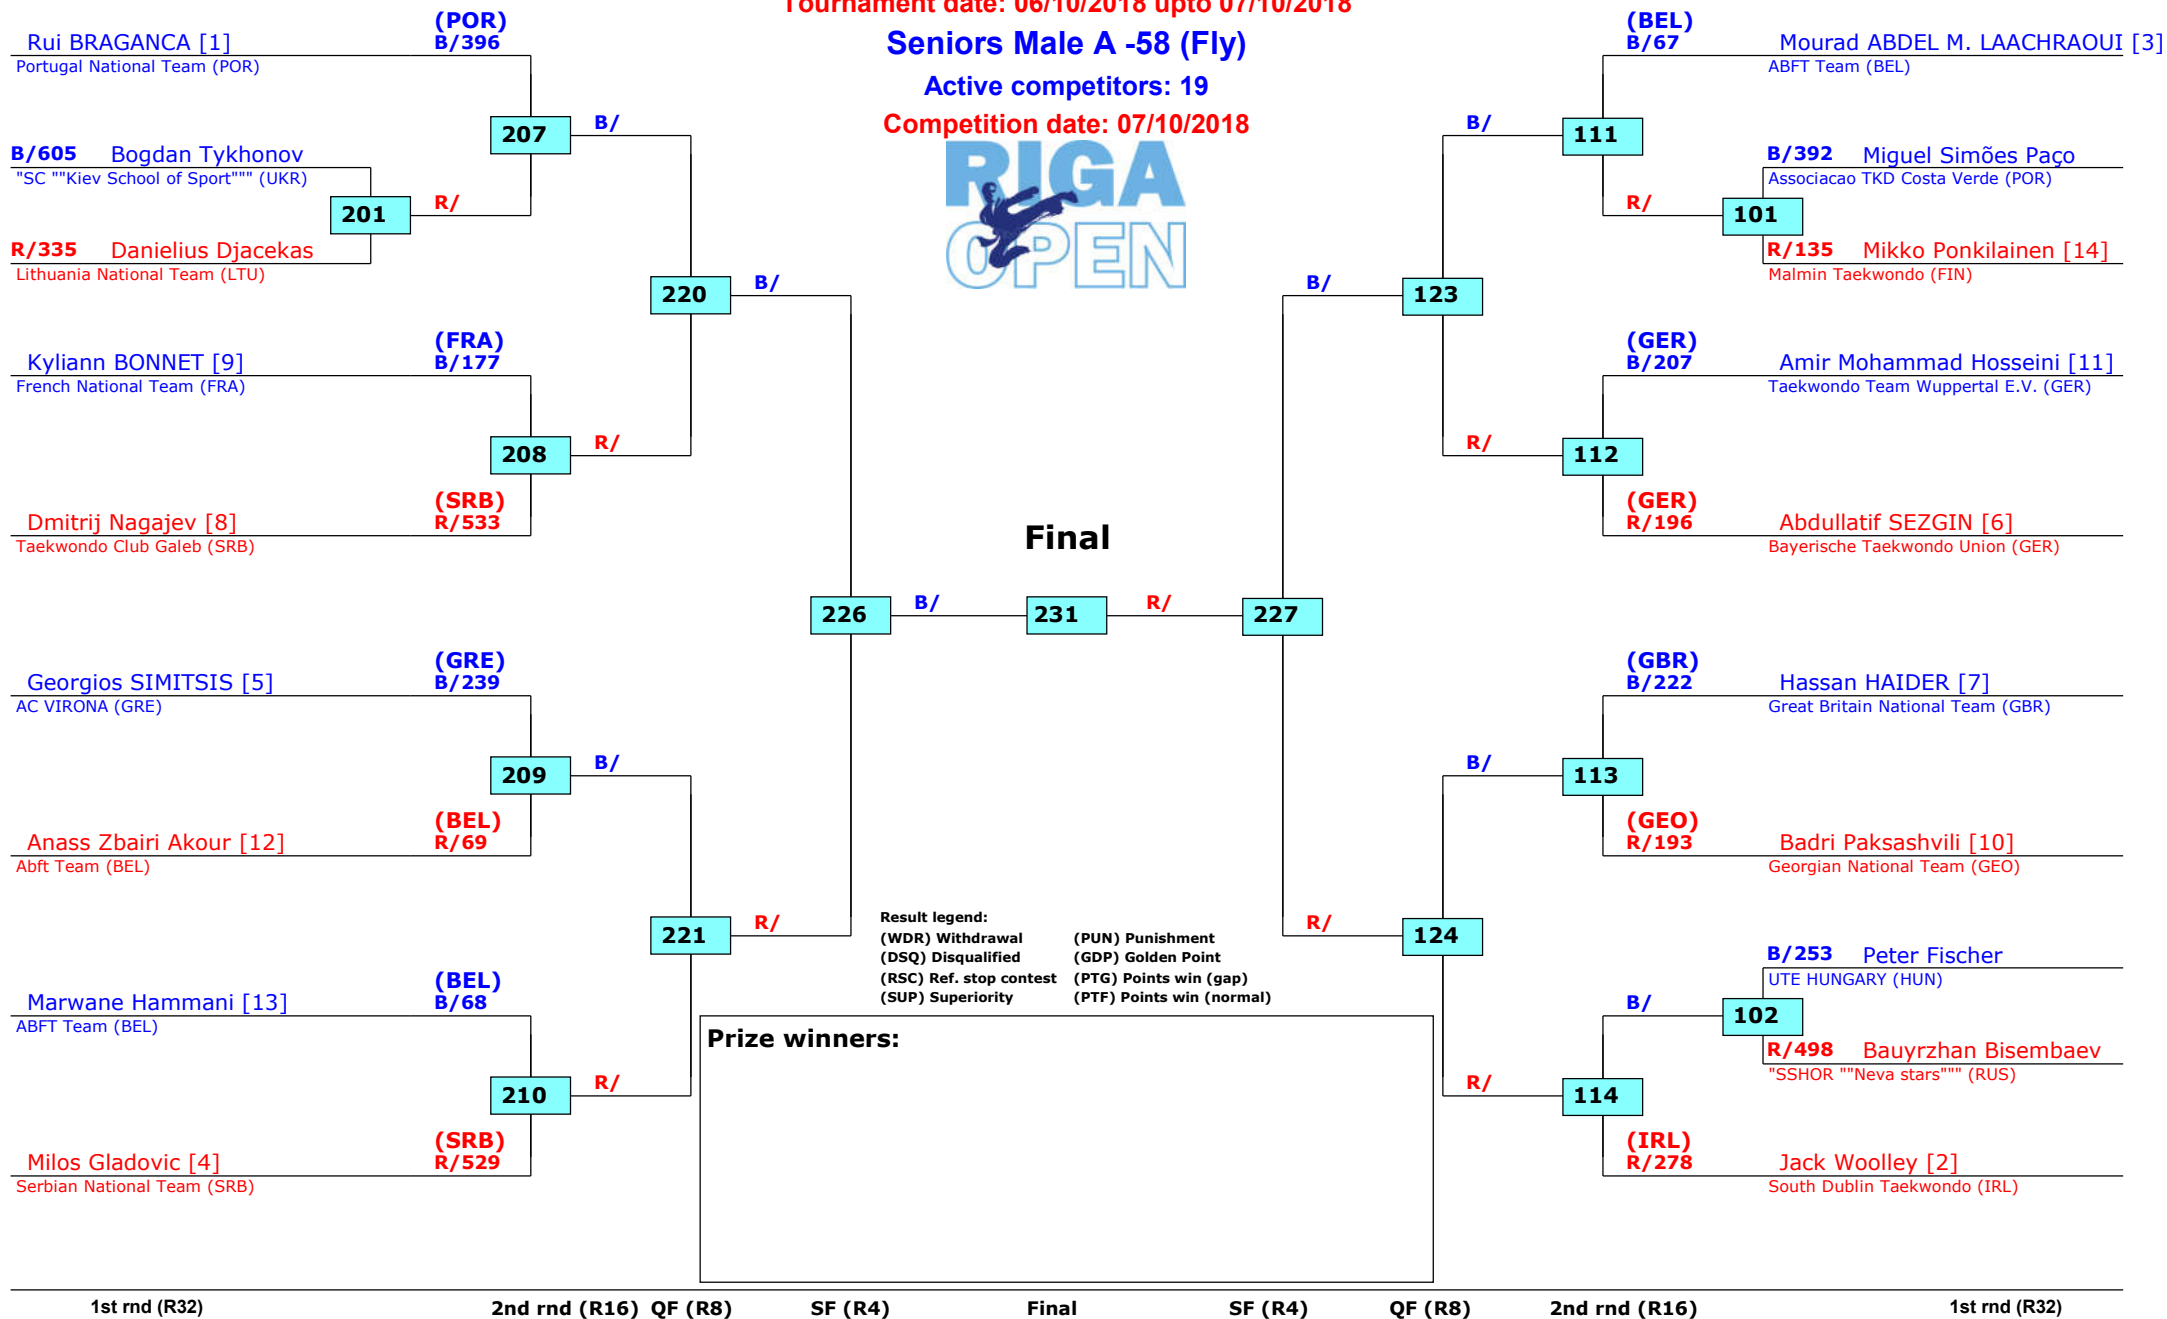 Tournament date: 06/10/2018 upto 07/10/2018
Seniors Male A -58 (Fly)
Active competitors: 19
Competition date: 07/10/2018
RIGA
OPEN
(POR)
Rui BRAGANCA [1] B/396
Portugal National Team (POR)
207 B/
B/605 Bogdan Tykhonov
"SC ""Kiev School of Sport""" (UKR)
201 R/
R/335 Danielius Djacekas
Lithuania National Team (LTU)
220 B/
(FRA)
Kyliann BONNET [9] B/177
French National Team (FRA)
208 R/
(SRB)
Dmitrij Nagajev [8] R/533
Taekwondo Club Galeb (SRB)
Final
226 B/ 231 R/ 227
(GRE)
Georgios SIMITSIS [5] B/239
AC VIRONA (GRE)
209 B/
(BEL)
Anass Zbairi Akour [12] R/69
Abft Team (BEL)
221 R/
(BEL)
Marwane Hammani [13] B/68
ABFT Team (BEL)
210 R/
(SRB)
Milos Gladovic [4] R/529
Serbian National Team (SRB)
(BEL)
B/67 Mourad ABDEL M. LAACHRAOUI [3]
ABFT Team (BEL)
B/ 111
B/392 Miguel Simões Paço
Associacao TKD Costa Verde (POR)
R/ 101
R/135 Mikko Ponkilainen [14]
Malmin Taekwondo (FIN)
B/ 123
(GER)
B/207 Amir Mohammad Hosseini [11]
Taekwondo Team Wuppertal E.V. (GER)
R/ 112
(GER)
R/196 Abdullatif SEZGIN [6]
Bayerische Taekwondo Union (GER)
(GBR)
B/222 Hassan HAIDER [7]
Great Britain National Team (GBR)
B/ 113
(GEO)
R/193 Badri Paksashvili [10]
Georgian National Team (GEO)
R/ 124
B/253 Peter Fischer
UTE HUNGARY (HUN)
B/ 102
R/498 Bauyrzhan Bisembaev
"SSHOR ""Neva stars""" (RUS)
R/ 114
(IRL)
R/278 Jack Woolley [2]
South Dublin Taekwondo (IRL)
Result legend:
(WDR) Withdrawal (PUN) Punishment
(DSQ) Disqualified (GDP) Golden Point
(RSC) Ref. stop contest (PTG) Points win (gap)
(SUP) Superiority (PTF) Points win (normal)
Prize winners:
1st rnd (R32) 2nd rnd (R16) QF (R8) SF (R4) Final SF (R4) QF (R8) 2nd rnd (R16) 1st rnd (R32)